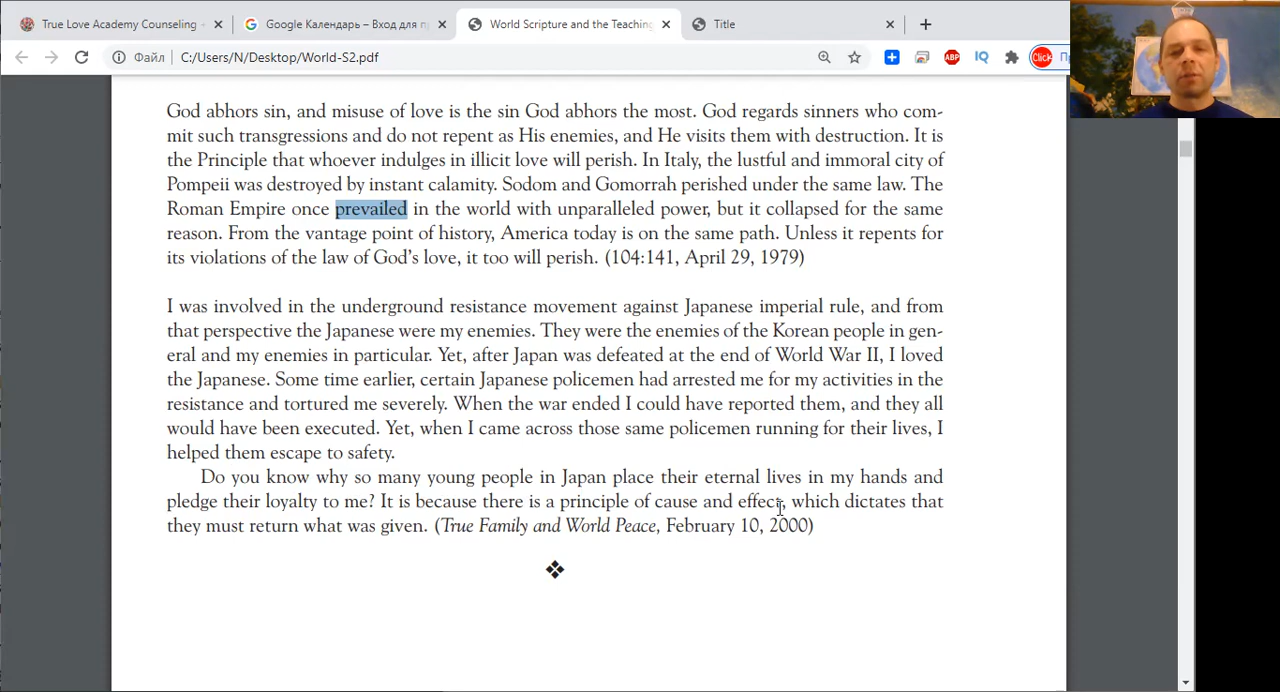 True Love Academy Counseling
Google Календарь – Вход для п
World Scripture and the Teaching
Title
Файл
C:/Users/N/Desktop/WorldS2.pdf
ABP
IQ
Click
God abhors sin, and misuse of love is the sin God abhors the most. God regards sinners who com-
mit such transgressions and do not repent as His enemies, and He visits them with destruction. It is
the Principle that whoever indulges in illicit love will perish. In Italy, the lustful and immoral city of
Pompeii was destroyed by instant calamity. Sodom and Gomorrah perished under the same law. The
Roman Empire once prevailed in the world with unparalleled power, but it collapsed for the same
reason. From the vantage point of history, America today is on the same path. Unless it repents for
its violations of the law of God’s love, it too will perish. (104:141, April 29, 1979)
I was involved in the underground resistance movement against Japanese imperial rule, and from
that perspective the Japanese were my enemies. They were the enemies of the Korean people in gen-
eral and my enemies in particular. Yet, after Japan was defeated at the end of World War II, I loved
the Japanese. Some time earlier, certain Japanese policemen had arrested me for my activities in the
resistance and tortured me severely. When the war ended I could have reported them, and they all
would have been executed. Yet, when I came across those same policemen running for their lives, I
helped them escape to safety.
Do you know why so many young people in Japan place their eternal lives in my hands and
pledge their loyalty to me? It is because there is a principle of cause and effect, which dictates that
they must return what was given. (True Family and World Peace, February 10, 2000)